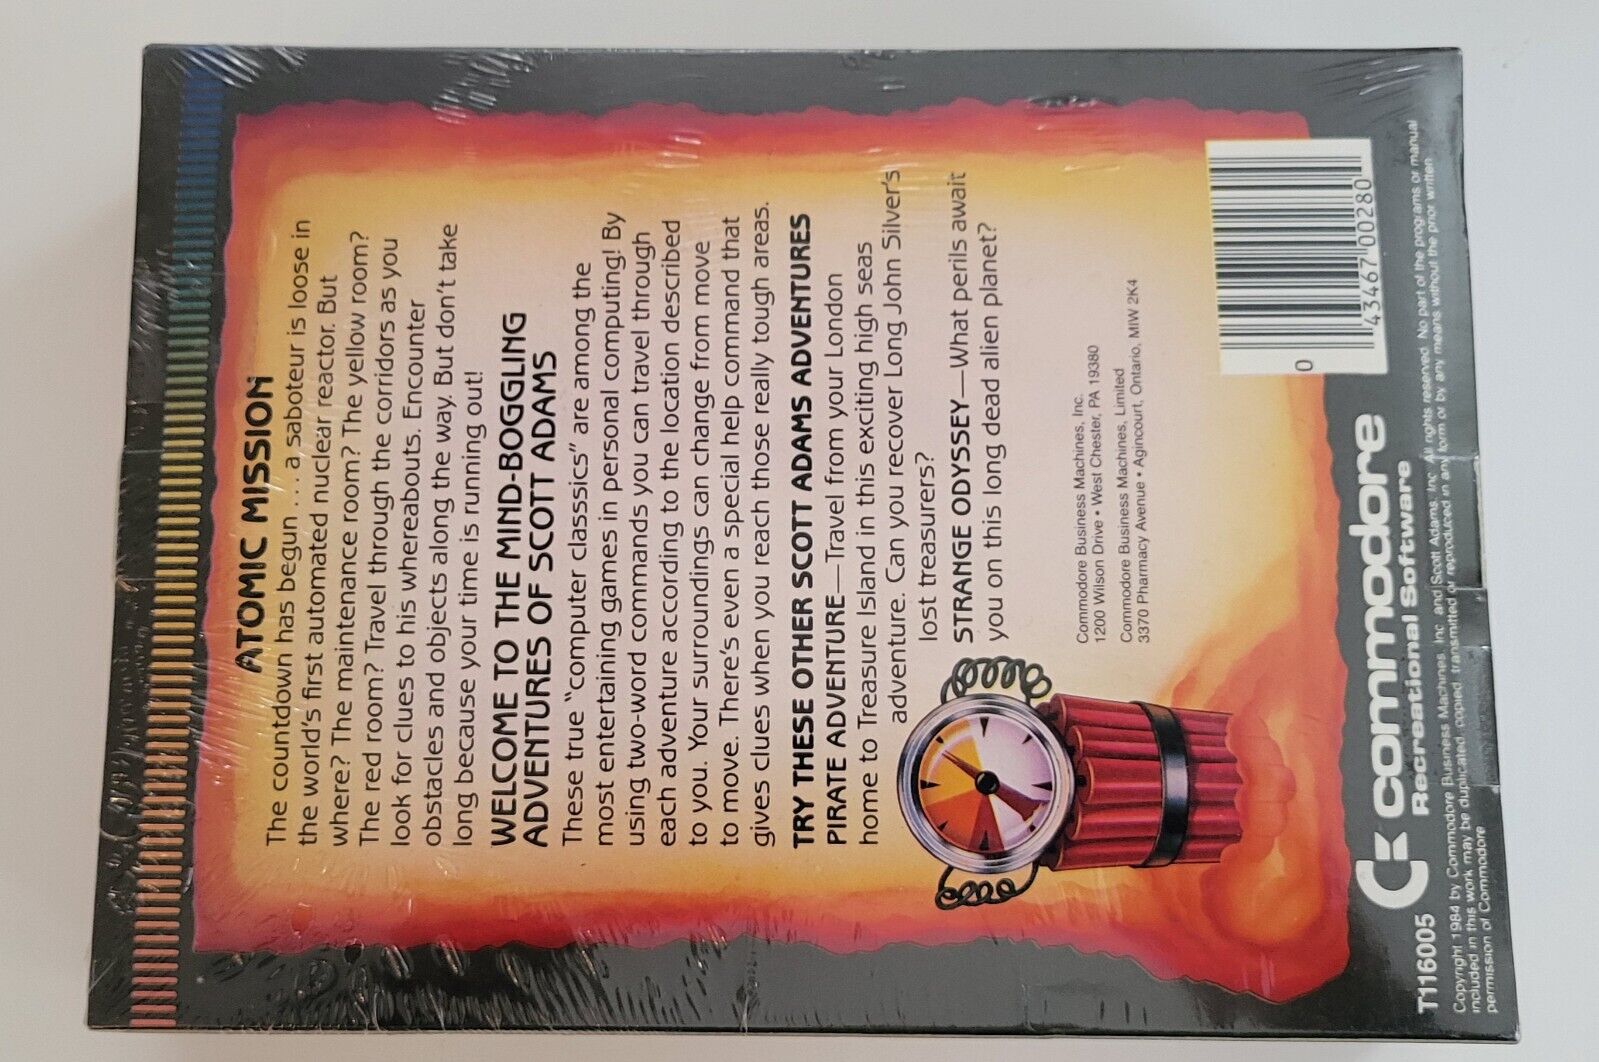 ATOMIC MISSION
The countdown has begun .... a saboteur is loose in
the world's first automated nuclear reactor. But
where? The maintenance room? The yellow room?
The red room? Travel through the corridors as you
look for clues to his whereabouts. Encounter
obstacles and objects along the way. But don't take
long because your time is running out!
WELCOME TO THE MIND-BOGGLING
ADVENTURES OF SCOTT ADAMS
These true "computer classsics" are among the
most entertaining games in personal computing! By
using two-word commands you can travel through
each adventure according to the location described
to you. Your surroundings can change from move
to move. There's even a special help command that
gives clues when you reach those really tough areas.
TRY THESE OTHER SCOTT ADAMS ADVENTURES
PIRATE ADVENTURE—Travel from your London
home to Treasure Island in this exciting high seas
adventure. Can you recover Long John Silver's
lost treasurers?
STRANGE ODYSSEY—What perils await
you on this long dead alien planet?
Commodore Business Machines, Inc.
1200 Wilson Drive • West Chester, PA 19380
Commodore Business Machines, Limited
3370 Pharmacy Avenue • Agincourt, Ontario, MIW 2K4
0
43467 00280
commodore
Recreational Software
T116005
Copyright 1984 by Commodore Business Machines, Inc. and Scott Adams, Inc. All rights reserved. No part of the programs or manual
included in this work may be duplicated, copied, transmitted or reproduced in any form or by any means without the prior written
permission of Commodore